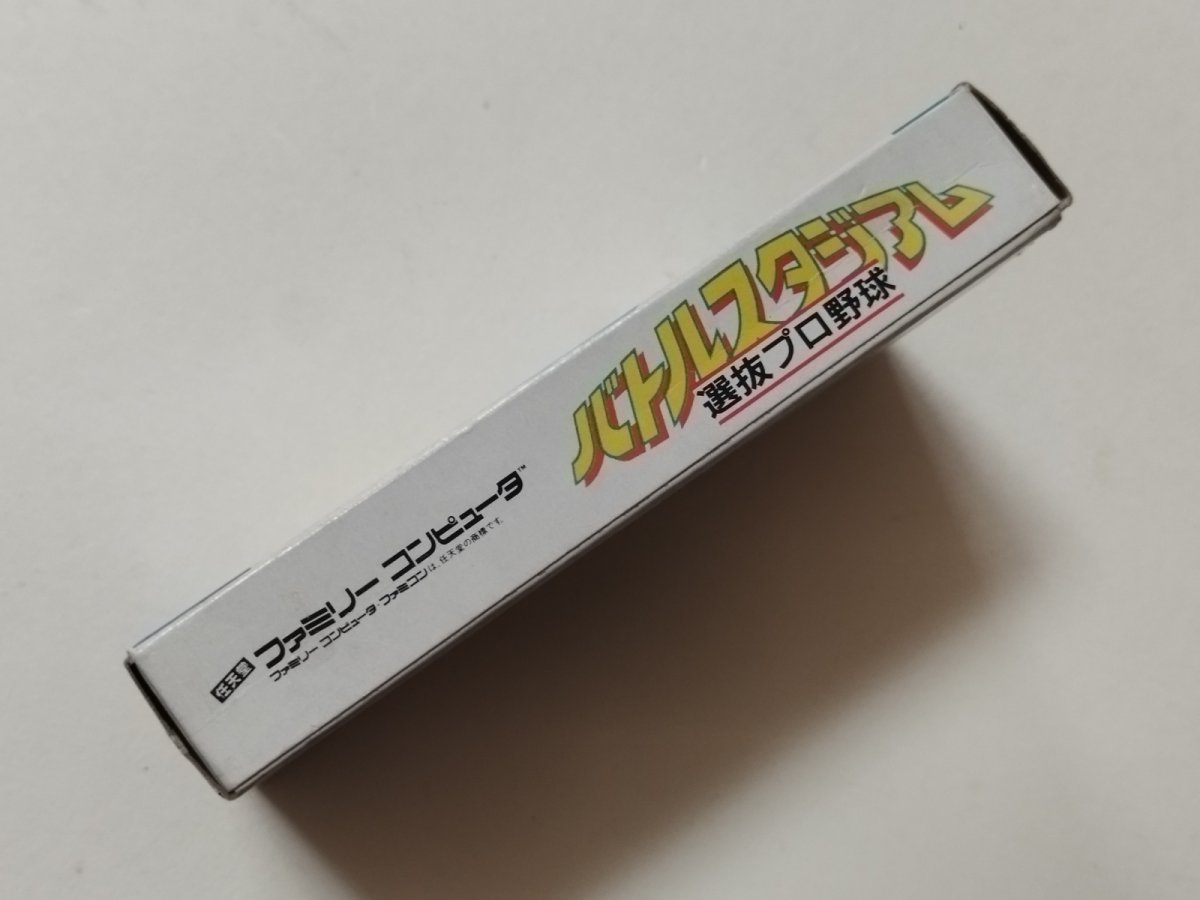 任天堂 ファミリー コンピュータ™
ファミリー コンピュータ・ファミコンは、任天堂の商標です。
バトルスタジアム
選抜プロ野球